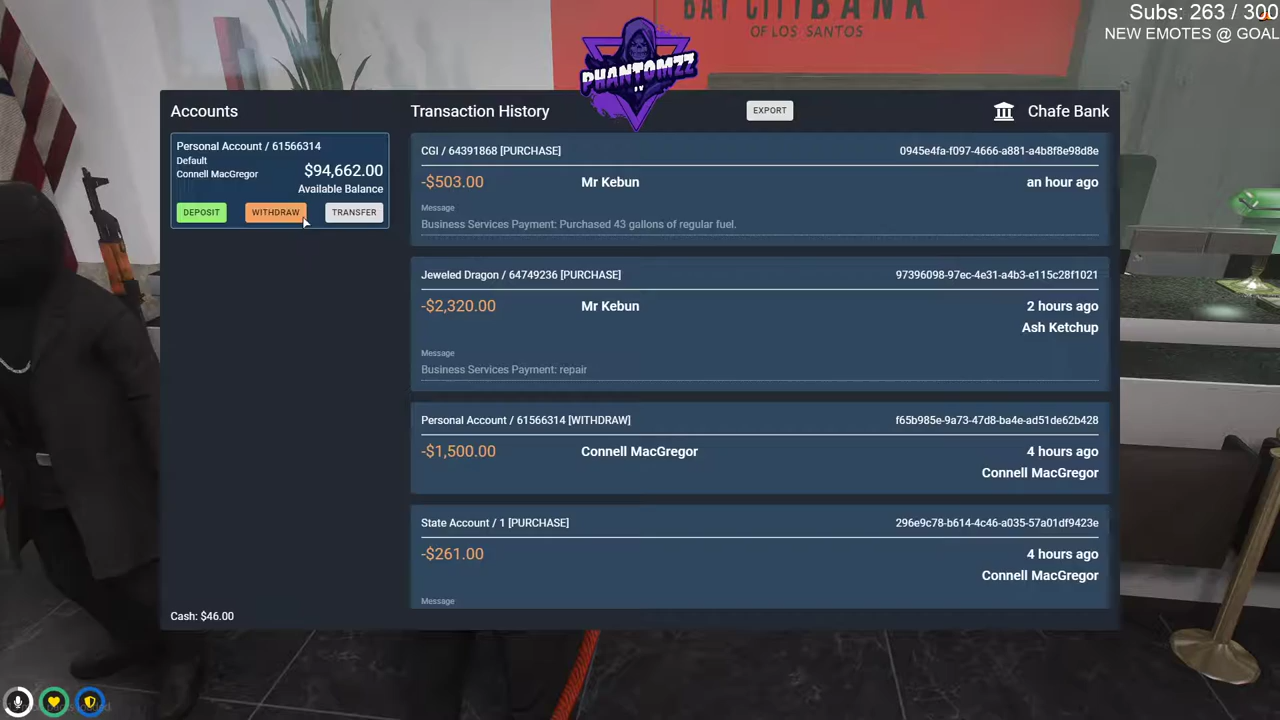 Subs: 263 / 300
NEW EMOTES @ GOAL
BAY CITY BANK
OF LOS SANTOS
PHANTOMZZ
TV
Accounts
Transaction History
EXPORT
Chafe Bank
Personal Account / 61566314
Default
Connell MacGregor
$94,662.00
Available Balance
DEPOSIT
WITHDRAW
TRANSFER
CGI / 64391868 [PURCHASE]
0945e4fa-f097-4666-a881-a4b8f8e98d8e
-$503.00
Mr Kebun
an hour ago
Message
Business Services Payment: Purchased 43 gallons of regular fuel.
Jeweled Dragon / 64749236 [PURCHASE]
97396098-97ec-4e31-a4b3-e115c28f1021
-$2,320.00
Mr Kebun
2 hours ago
Ash Ketchup
Message
Business Services Payment: repair
Personal Account / 61566314 [WITHDRAW]
f65b985e-9a73-47d8-ba4e-ad51de62b428
-$1,500.00
Connell MacGregor
4 hours ago
Connell MacGregor
State Account / 1 [PURCHASE]
296e9c78-b614-4c46-a035-57a01df9423e
-$261.00
4 hours ago
Connell MacGregor
Message
Cash: $46.00